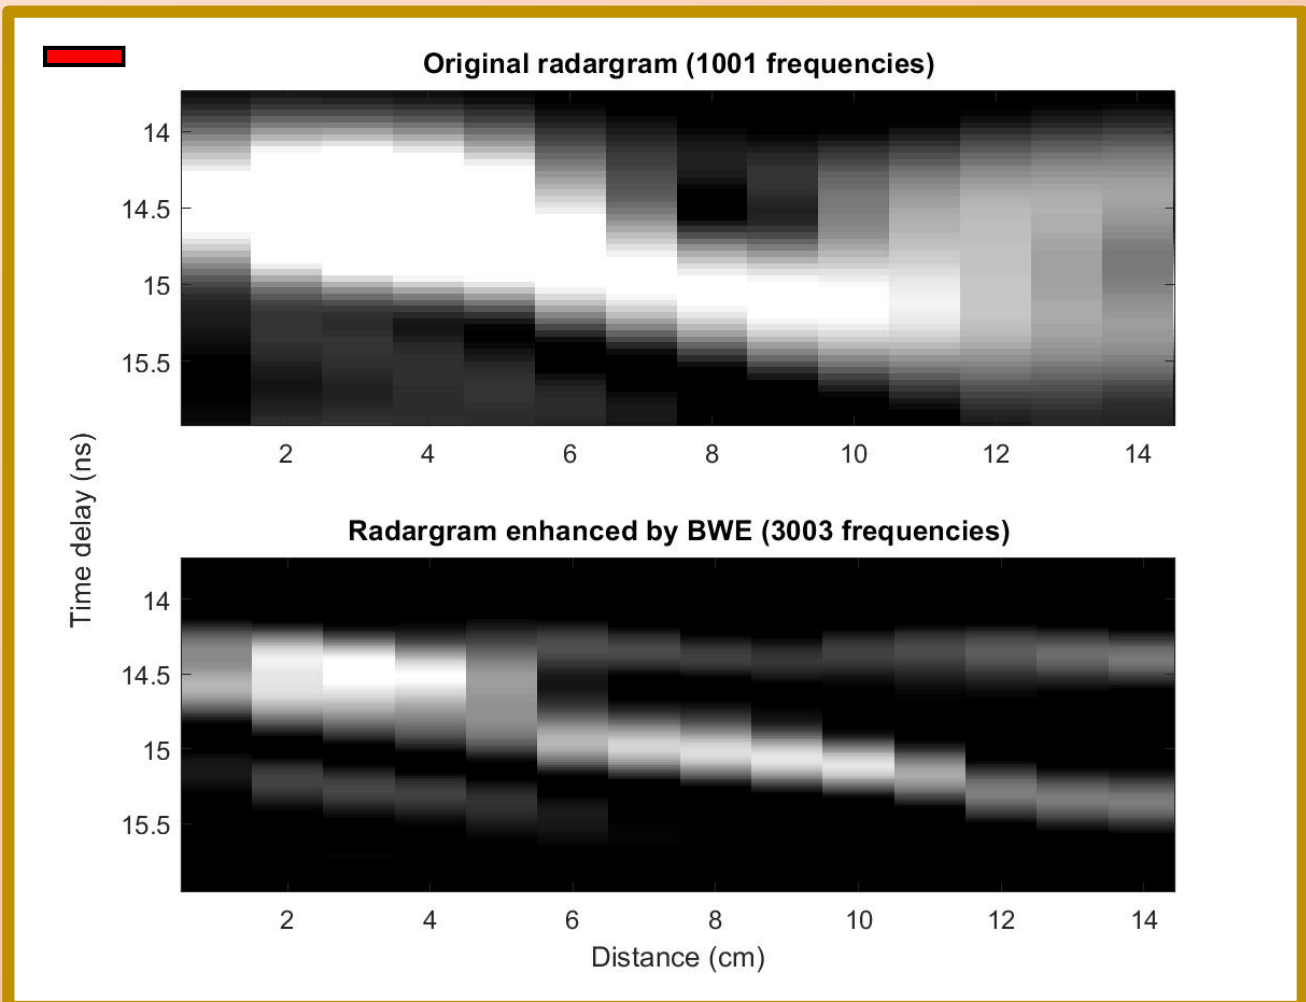 Original radargram (1001 frequencies)
14
14.5
15
15.5
2 4 6 8 10 12 14
Time delay (ns)
Radargram enhanced by BWE (3003 frequencies)
14
14.5
15
15.5
2 4 6 8 10 12 14
Distance (cm)